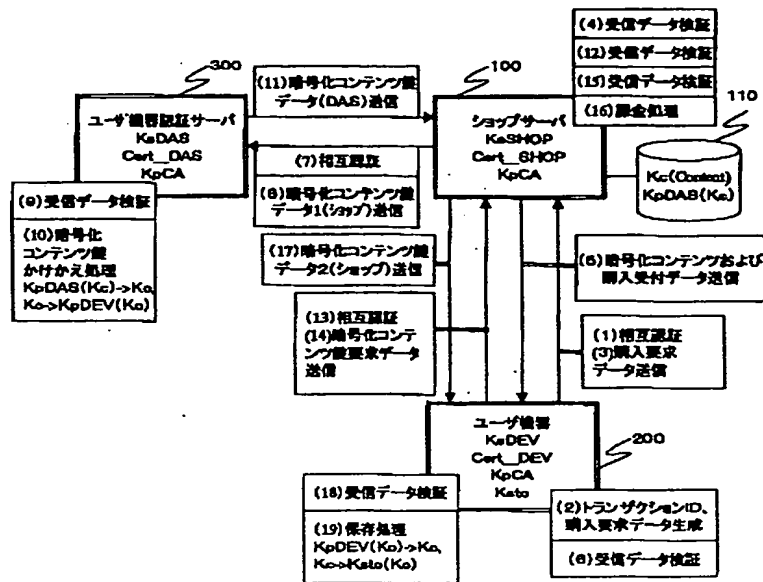 (4)受信データ検証
(12)受信データ検証
(15)受信データ検証
(16)課金処理
300
100
110
(11)暗号化コンテンツ鍵
データ(DAS)送信
ユーザ機器認証サーバ
KsDAS
Cert_DAS
KpCA
ショップサーバ
KsSHOP
Cert_SHOP
KpCA
Kc(Content)
KpDAS(Kc)
(7)相互認証
(8)暗号化コンテンツ鍵
データ1(ショップ)送信
(9)受信データ検証
(10)暗号化
コンテンツ鍵
かけかえ処理
KpDAS(Kc)->Kc,
Kc->KpDEV(Kc)
(17)暗号化コンテンツ鍵
データ2(ショップ)送信
(5)暗号化コンテンツおよび
購入受付データ送信
(13)相互認証
(14)暗号化コンテ
ンツ鍵要求データ
送信
(1)相互認証
(3)購入要求
データ送信
ユーザ機器
KsDEV
Cert_DEV
KpCA
Ksto
200
(18)受信データ検証
(19)保存処理
KpDEV(Kc)->Kc,
Kc->Ksto(Kc)
(2)トランザクションID、
購入要求データ生成
(6)受信データ検証